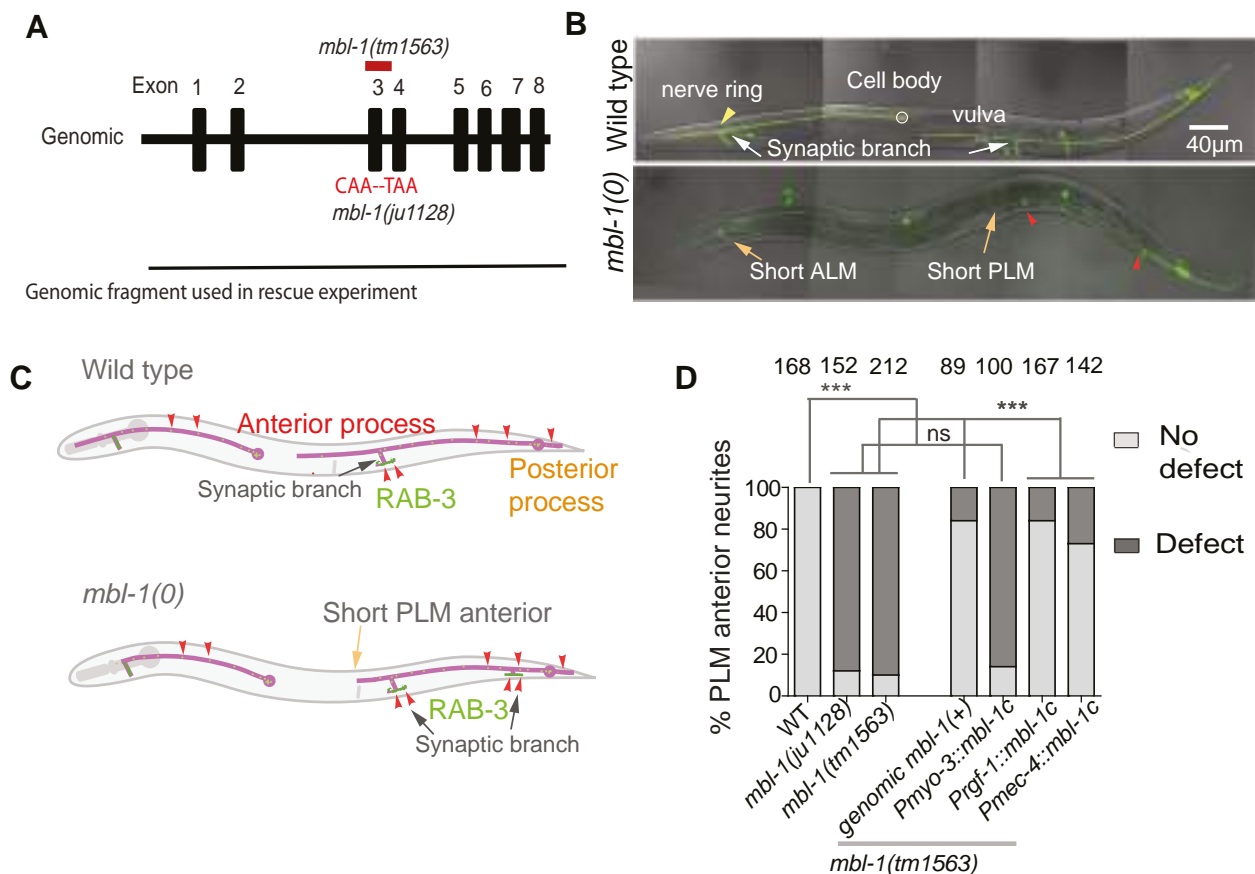 A
mbl-1(tm1563)
Exon 1 2 3 4 5 6 7 8
Genomic
CAA--TAA
mbl-1(ju1128)
Genomic fragment used in rescue experiment
B
Wild type
nerve ring
Cell body
vulva
Synaptic branch
40µm
mbl-1(0)
Short ALM
Short PLM
C
Wild type
Anterior process
Synaptic branch
RAB-3
Posterior
process
mbl-1(0)
Short PLM anterior
RAB-3
Synaptic branch
D
168 152 212 89 100 167 142
***
***
ns
No
defect
Defect
% PLM anterior neurites
100
80
60
40
20
0
WT
mbl-1(ju1128)
mbl-1(tm1563)
genomic mbl-1(+)
Pmyo-3::mbl-1c
Prgf-1::mbl-1c
Pmec-4::mbl-1c
mbl-1(tm1563)